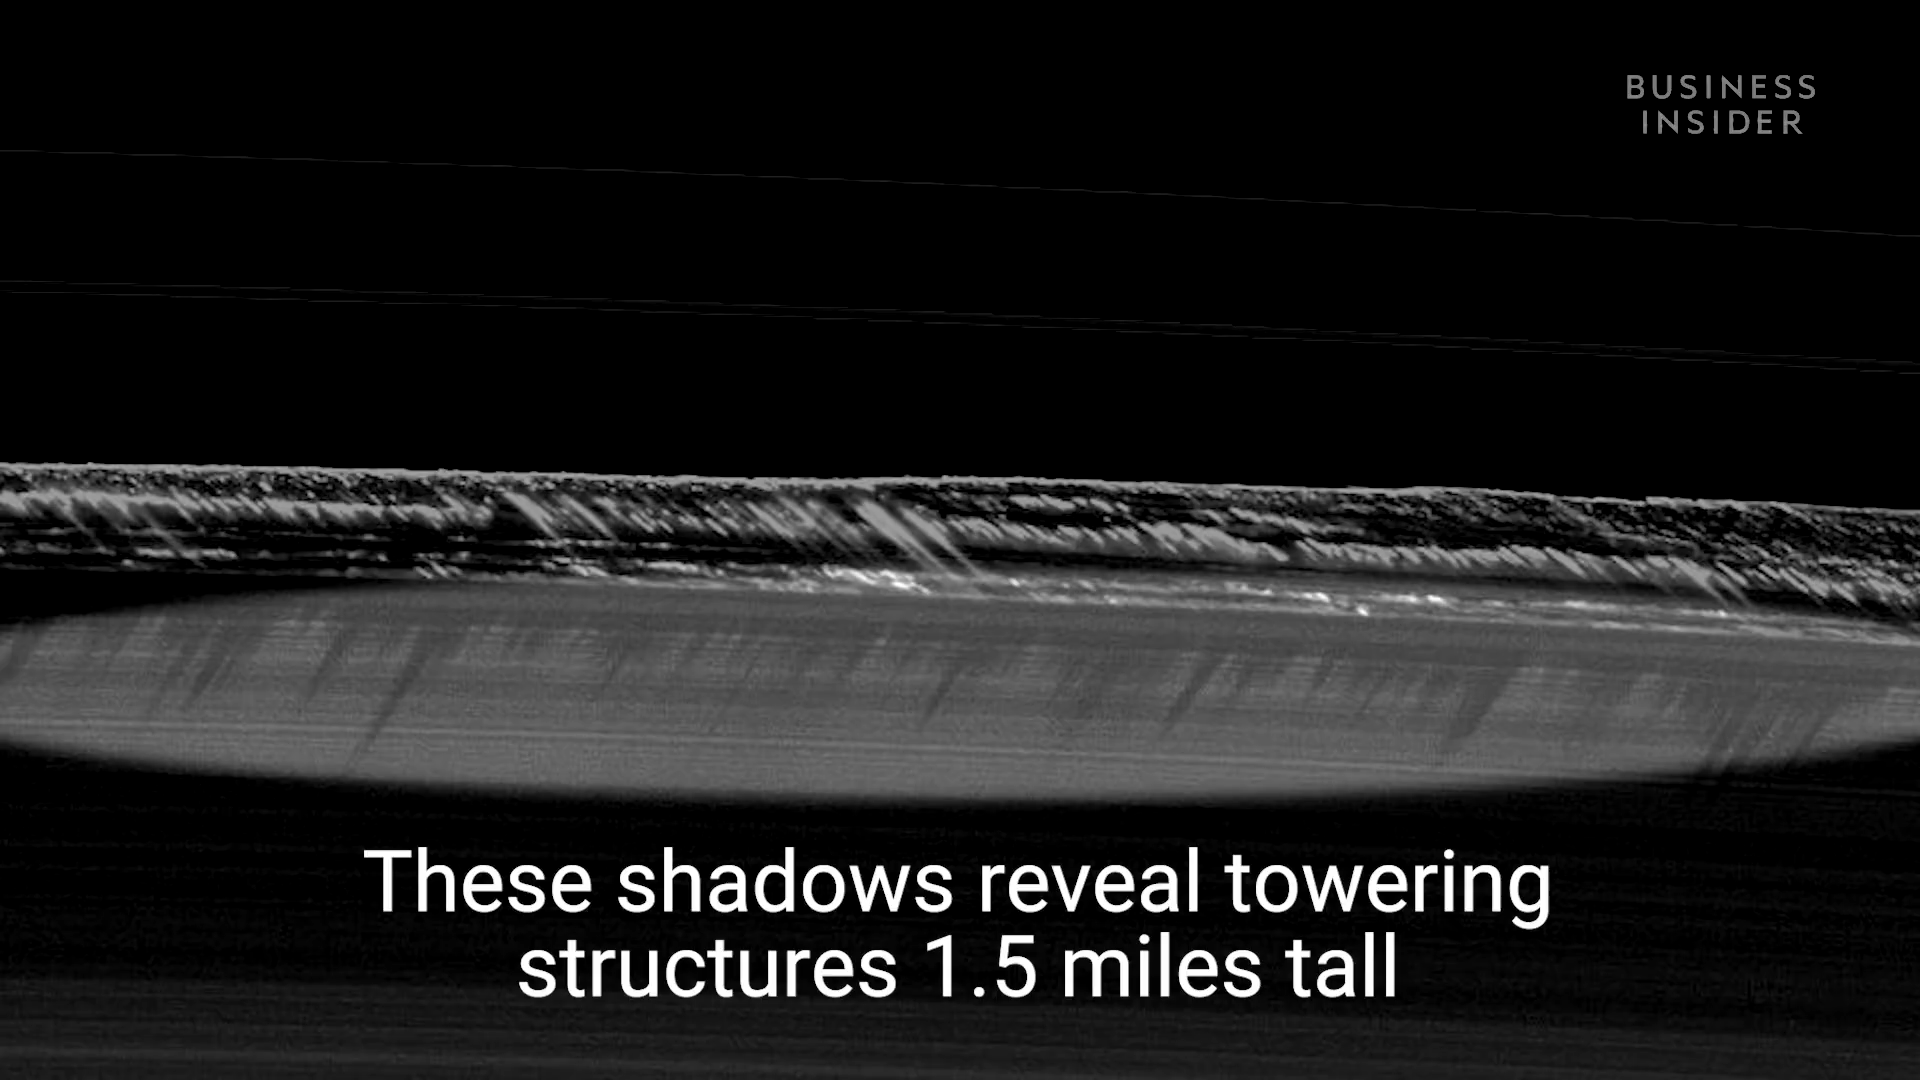 BUSINESS
INSIDER
These shadows reveal towering
structures 1.5 miles tall